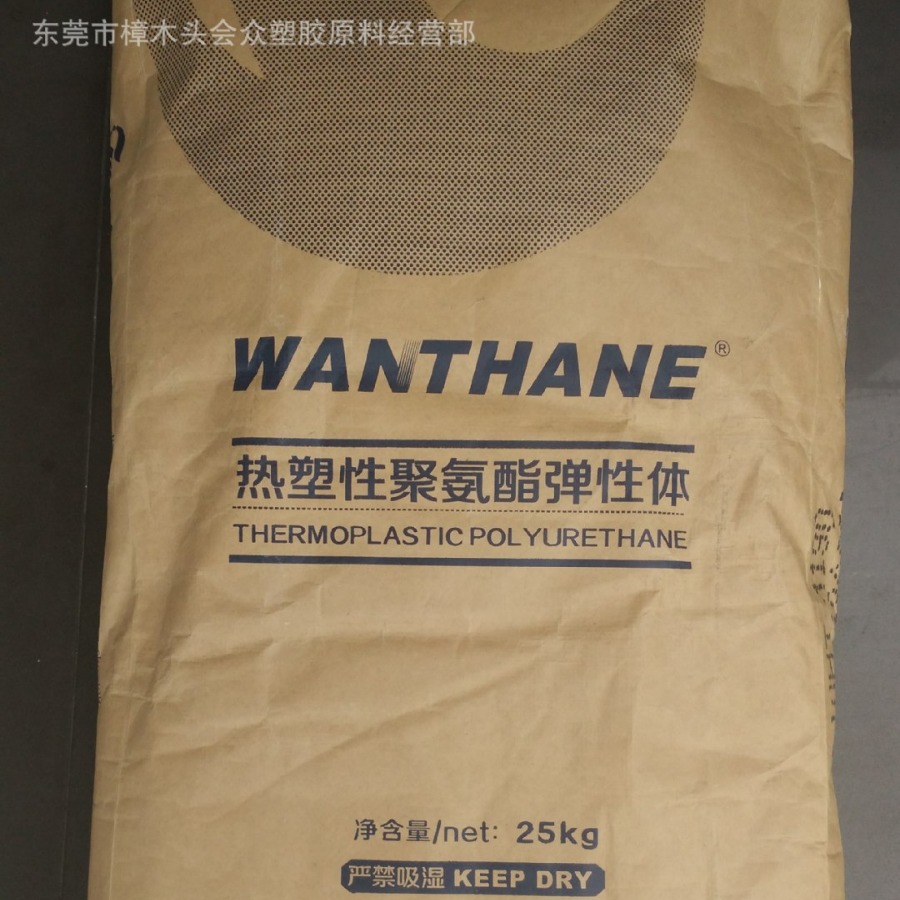 东莞市樟木头会众塑胶原料经营部
WANTHANE®
热塑性聚氨酯弹性体
THERMOPLASTIC POLYURETHANE
净含量/net: 25kg
严禁吸湿 KEEP DRY